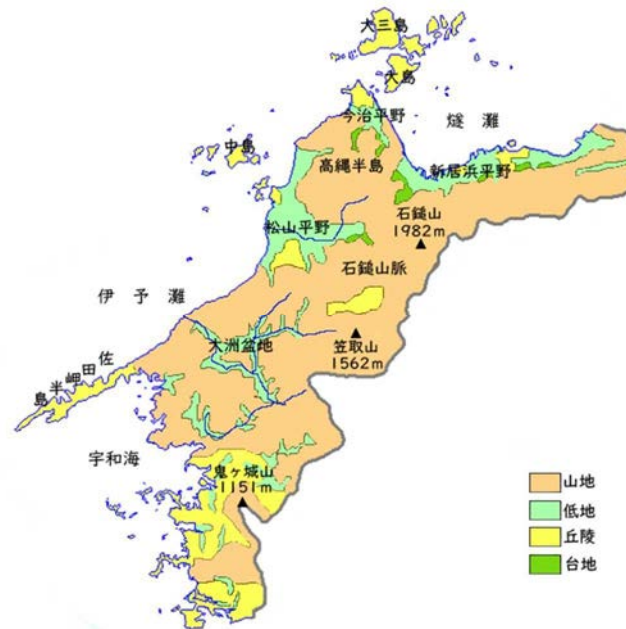 大三島
大島
今治平野
燧灘
中島
高縄半島
新居浜平野
石鎚山
1982m
松山平野
石鎚山脈
伊予灘
大洲盆地
笠取山
1562m
佐田岬半島
宇和海
鬼ヶ城山
1151m
山地
低地
丘陵
台地